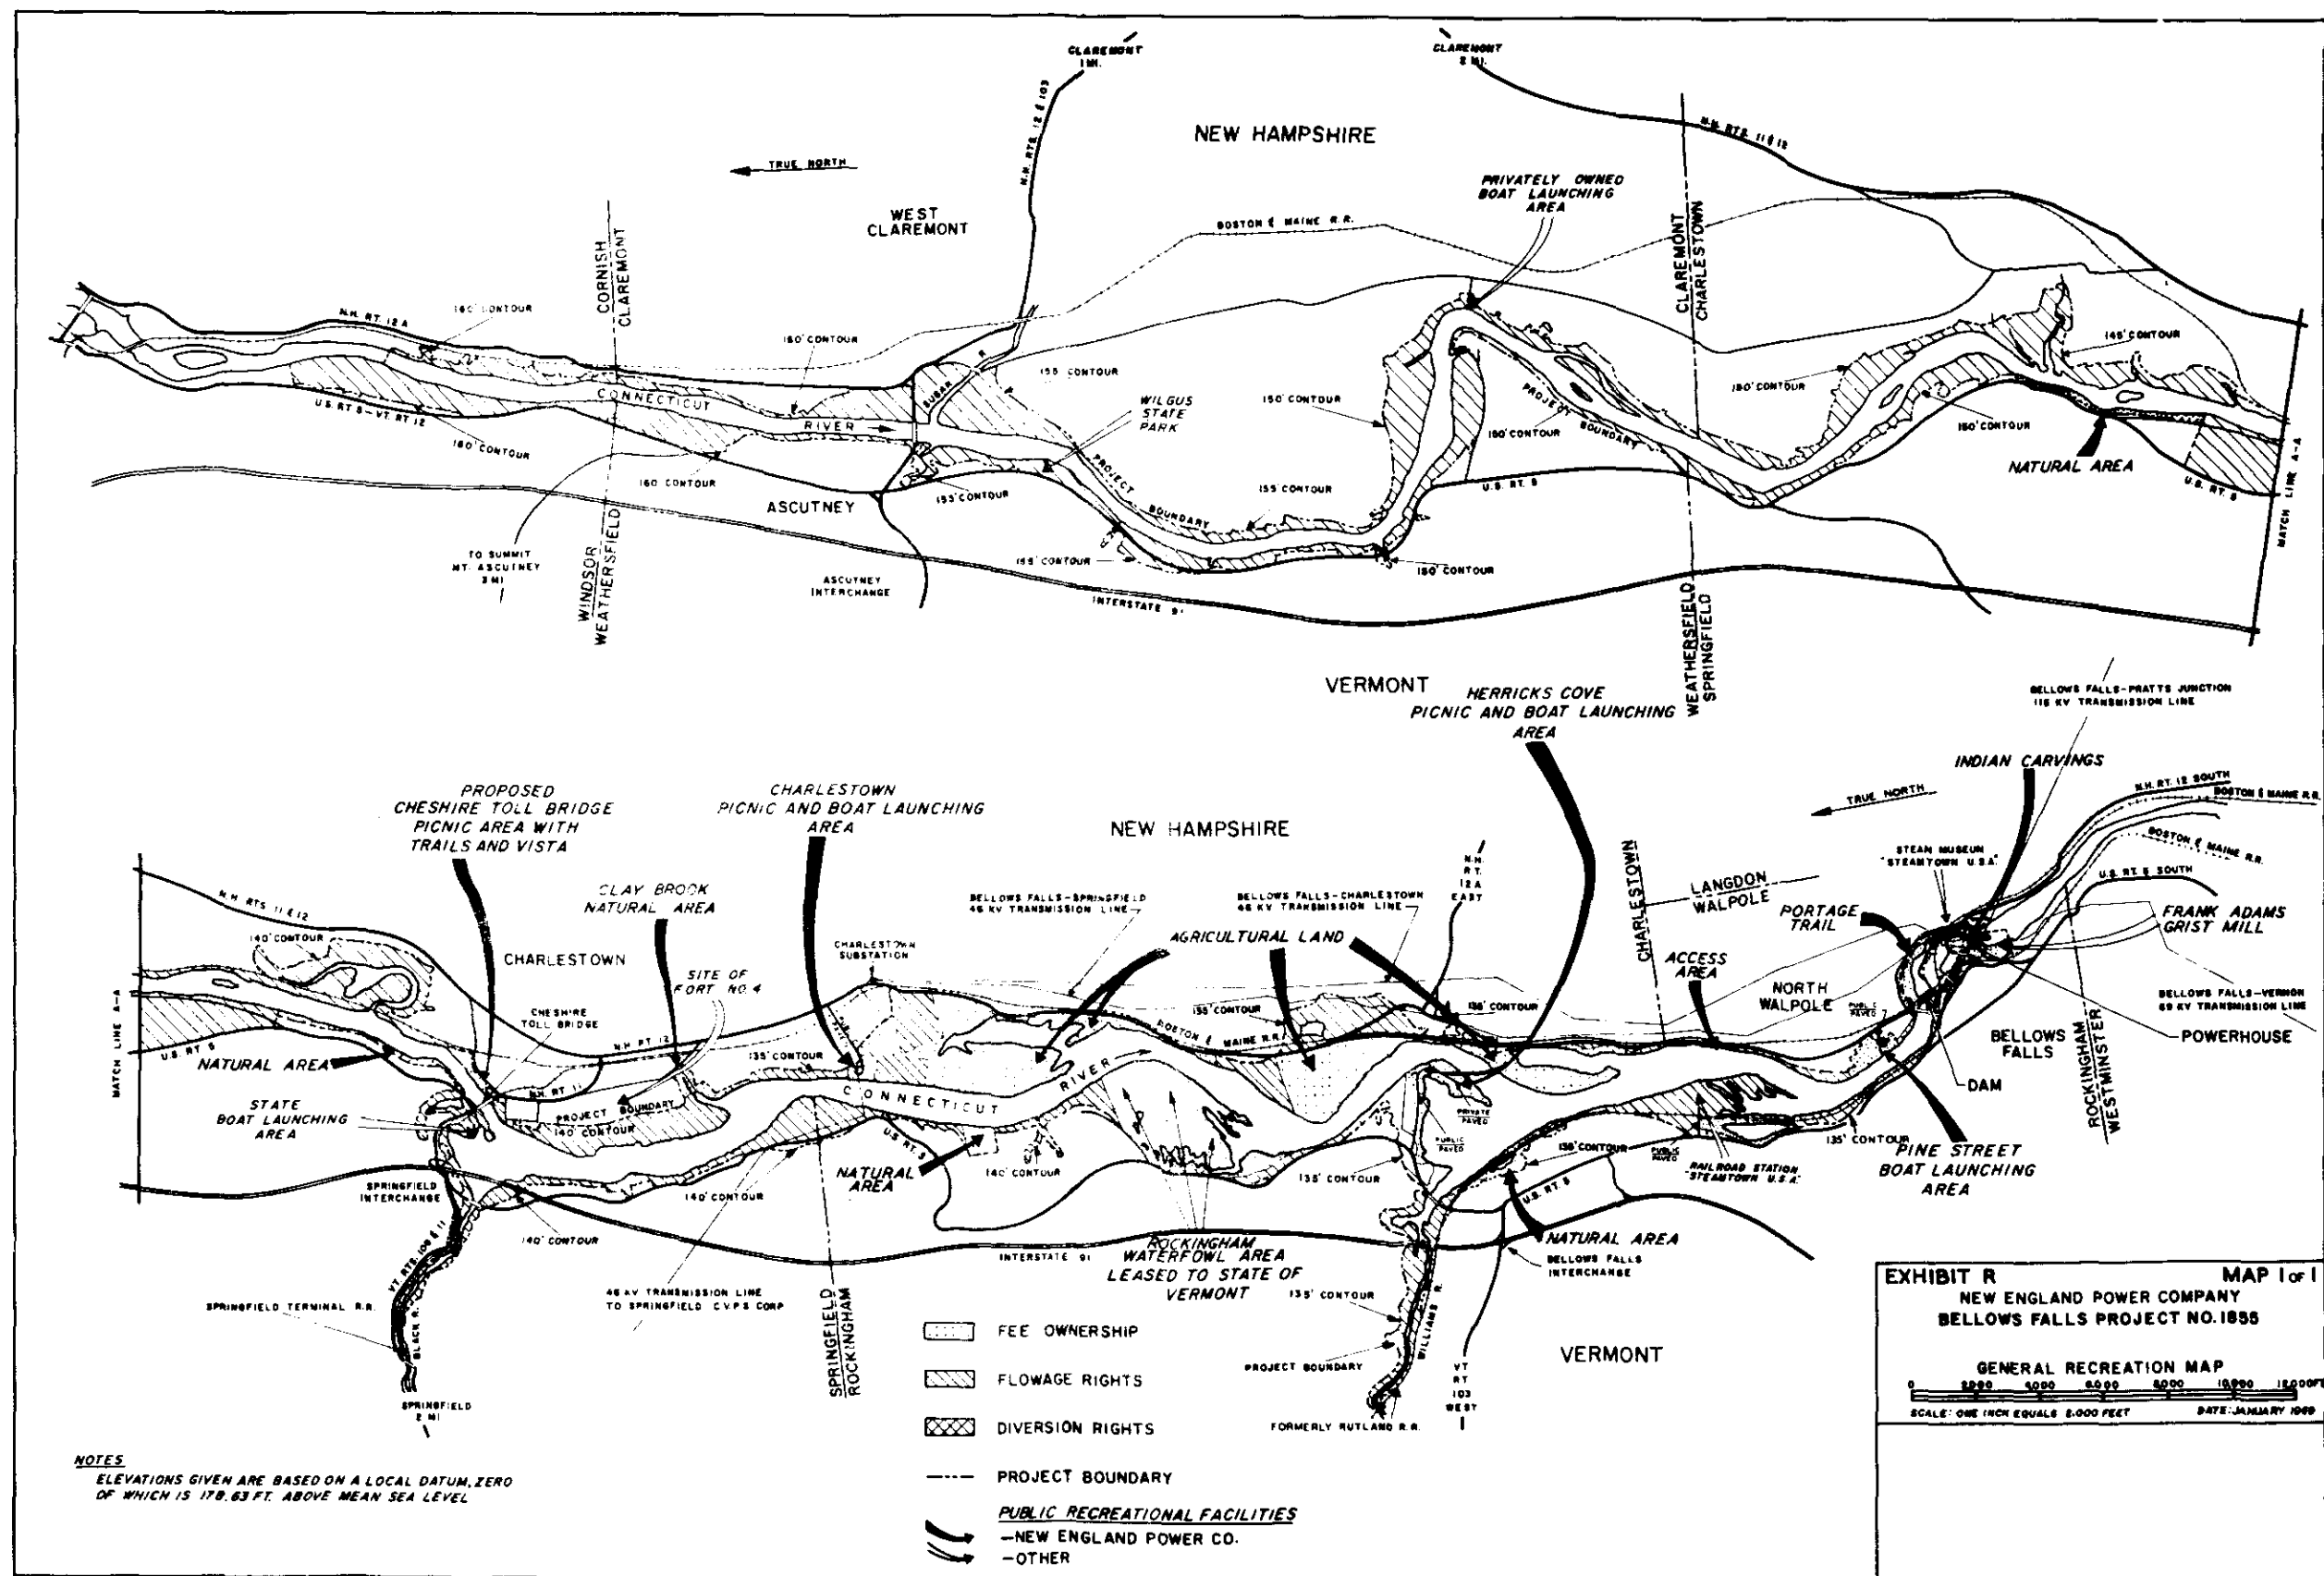 CLAREMONT
1 MI.
CLAREMONT
2 MI.
N.H. RTS. 12 & 103
NEW HAMPSHIRE
N.H. RTS. 11 & 12
TRUE NORTH
PRIVATELY OWNED
BOAT LAUNCHING
AREA
WEST
CLAREMONT
BOSTON & MAINE R.R.
CORNISH
CLAREMONT
CLAREMONT
CHARLESTOWN
N.H. RT. 12 A
160' CONTOUR
160' CONTOUR
SUGAR R.
155' CONTOUR
145' CONTOUR
CONNECTICUT
RIVER
U.S. RT 5 - VT. RT 12
WILGUS
STATE
PARK
150' CONTOUR
PROJECT
BOUNDARY
150' CONTOUR
150' CONTOUR
150' CONTOUR
160' CONTOUR
160' CONTOUR
NATURAL AREA
U.S. RT. 5
MATCH LINE A-A
ASCUTNEY
155' CONTOUR
PROJECT
BOUNDARY
155' CONTOUR
U.S. RT. 5
TO SUMMIT
MT. ASCUTNEY
3 MI
WINDSOR
WEATHERSFIELD
ASCUTNEY
INTERCHANGE
155' CONTOUR
150' CONTOUR
INTERSTATE 91
WEATHERSFIELD
SPRINGFIELD
VERMONT
HERRICKS COVE
PICNIC AND BOAT LAUNCHING
AREA
BELLOWS FALLS-PRATTS JUNCTION
115 KV TRANSMISSION LINE
INDIAN CARVINGS
PROPOSED
CHESHIRE TOLL BRIDGE
PICNIC AREA WITH
TRAILS AND VISTA
CHARLESTOWN
PICNIC AND BOAT LAUNCHING
AREA
NEW HAMPSHIRE
TRUE NORTH
N.H. RT. 12 SOUTH
BOSTON & MAINE R.R.
BOSTON & MAINE R.R.
U.S. RT. 5 SOUTH
STEAM MUSEUM
"STEAMTOWN U.S.A."
N.H.
RT.
12A
EAST
CHARLESTOWN
LANGDON
WALPOLE
PORTAGE
TRAIL
FRANK ADAMS
GRIST MILL
N.H. RTS 11 & 12
CLAY BROOK
NATURAL AREA
BELLOWS FALLS-SPRINGFIELD
46 KV TRANSMISSION LINE
BELLOWS FALLS-CHARLESTOWN
46 KV TRANSMISSION LINE
AGRICULTURAL LAND
140' CONTOUR
CHARLESTOWN
SITE OF
FORT NO. 4
CHARLESTOWN
SUBSTATION
ACCESS
AREA
NORTH
WALPOLE
PUBLIC
PAVED
BELLOWS FALLS-VERNON
69 KV TRANSMISSION LINE
POWERHOUSE
MATCH LINE A-A
CHESHIRE
TOLL BRIDGE
N.H. RT. 12
135' CONTOUR
BOSTON & MAINE R.R.
135' CONTOUR
BELLOWS
FALLS
DAM
ROCKINGHAM
WESTMINSTER
U.S. RT 5
NATURAL AREA
N.H. RT. 11
PROJECT BOUNDARY
140' CONTOUR
CONNECTICUT
RIVER
STATE
BOAT LAUNCHING
AREA
U.S. RT. 5
NATURAL
AREA
140' CONTOUR
PRIVATE
PAVED
PUBLIC
PAVED
135' CONTOUR
PUBLIC
PAVED
RAILROAD STATION
"STEAMTOWN U.S.A."
135' CONTOUR
PINE STREET
BOAT LAUNCHING
AREA
SPRINGFIELD
INTERCHANGE
140' CONTOUR
140' CONTOUR
U.S. RT. 5
INTERSTATE 91
ROCKINGHAM
WATERFOWL AREA
LEASED TO STATE OF
VERMONT
NATURAL AREA
BELLOWS FALLS
INTERCHANGE
SPRINGFIELD TERMINAL R.R.
BLACK R.
46 KV TRANSMISSION LINE
TO SPRINGFIELD C.V.P.S CORP
SPRINGFIELD
ROCKINGHAM
135' CONTOUR
WILLIAMS R.
PROJECT BOUNDARY
VT
RT
103
WEST
VERMONT
FORMERLY RUTLAND R.R.
SPRINGFIELD
2 MI
FEE OWNERSHIP
FLOWAGE RIGHTS
DIVERSION RIGHTS
PROJECT BOUNDARY
PUBLIC RECREATIONAL FACILITIES
-NEW ENGLAND POWER CO.
-OTHER
NOTES
ELEVATIONS GIVEN ARE BASED ON A LOCAL DATUM, ZERO
OF WHICH IS 178.63 FT. ABOVE MEAN SEA LEVEL
EXHIBIT R MAP 1 OF 1
NEW ENGLAND POWER COMPANY
BELLOWS FALLS PROJECT NO. 1855
GENERAL RECREATION MAP
0 2000 4000 6000 8000 10,000 12,000 FT
SCALE: ONE INCH EQUALS 2,000 FEET DATE: JANUARY 1969